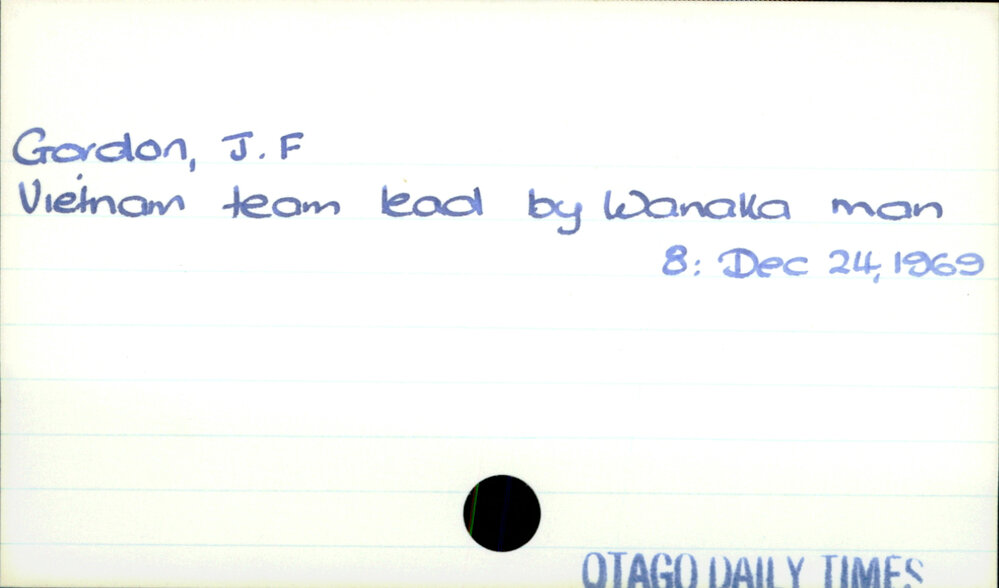 Gordon, J. F
Vietnam team lead by Wanaka man
8: Dec 24, 1969
OTAGO DAILY TIMES